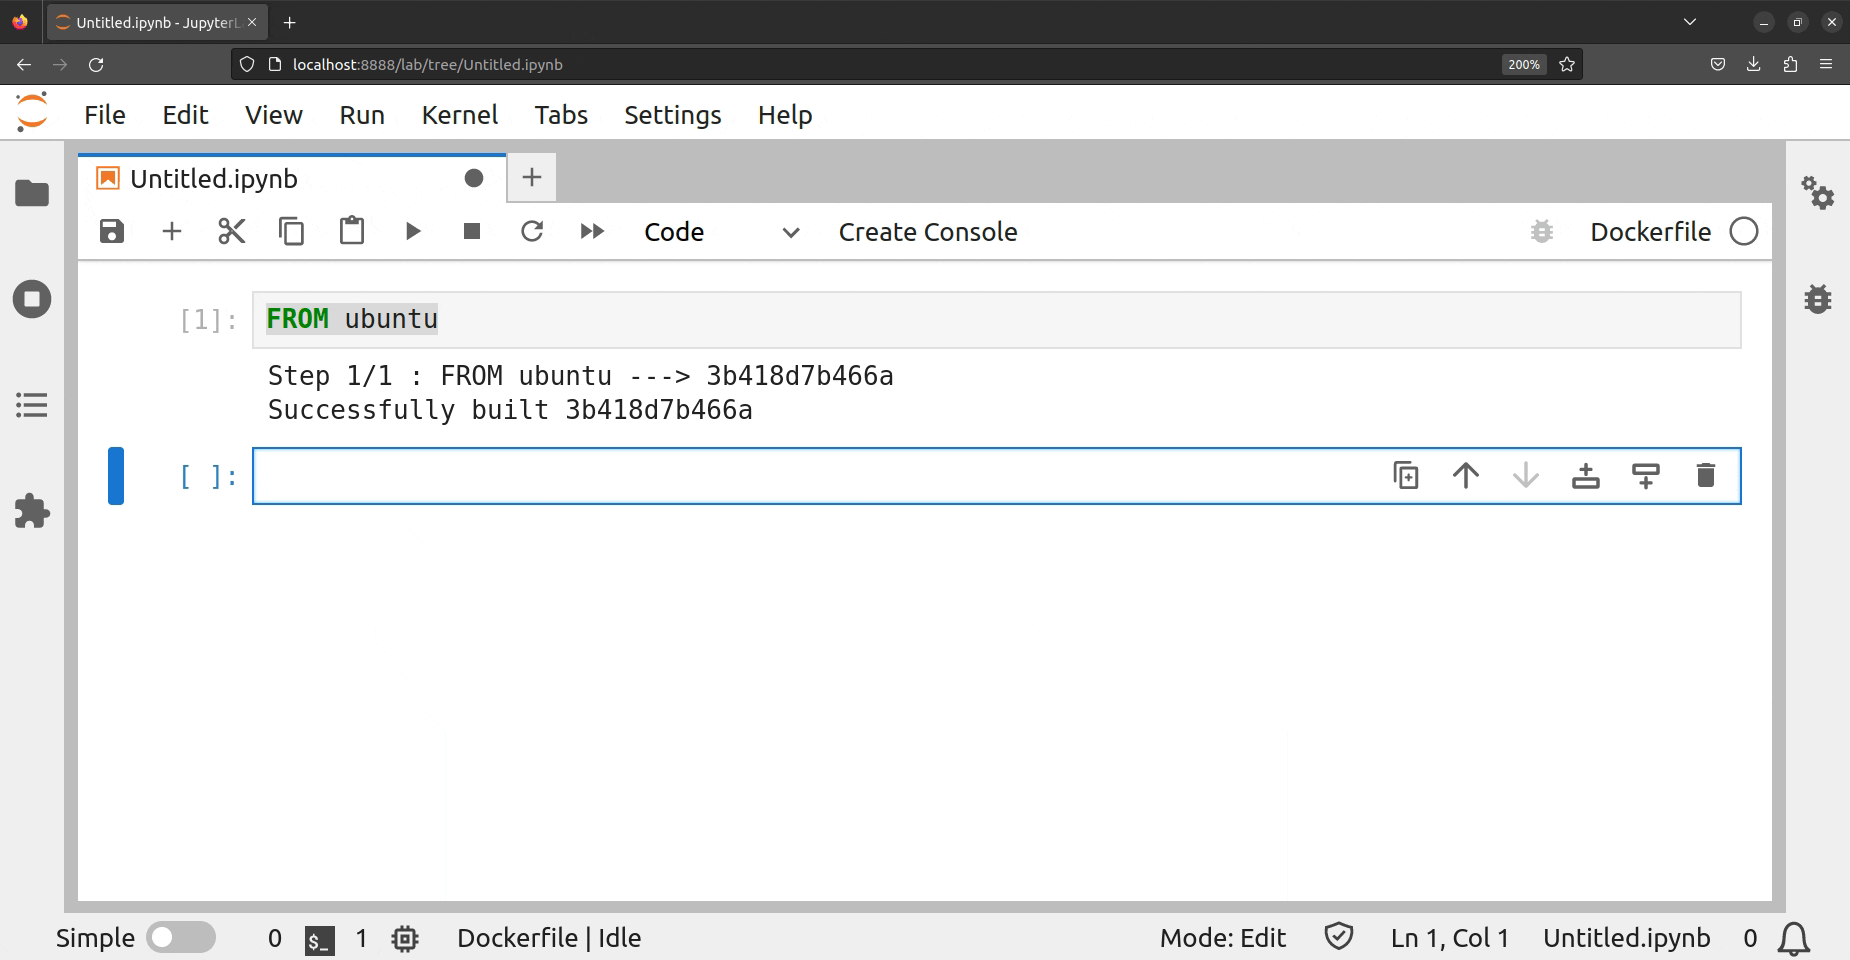 Untitled.ipynb - JupyterL
localhost:8888/lab/tree/Untitled.ipynb
200%
File Edit View Run Kernel Tabs Settings Help
Untitled.ipynb
Code
Create Console
Dockerfile
[1]:
FROM ubuntu
Step 1/1 : FROM ubuntu ---> 3b418d7b466a
Successfully built 3b418d7b466a
[ ]:
Simple
0
$_
1
Dockerfile | Idle
Mode: Edit
Ln 1, Col 1
Untitled.ipynb
0